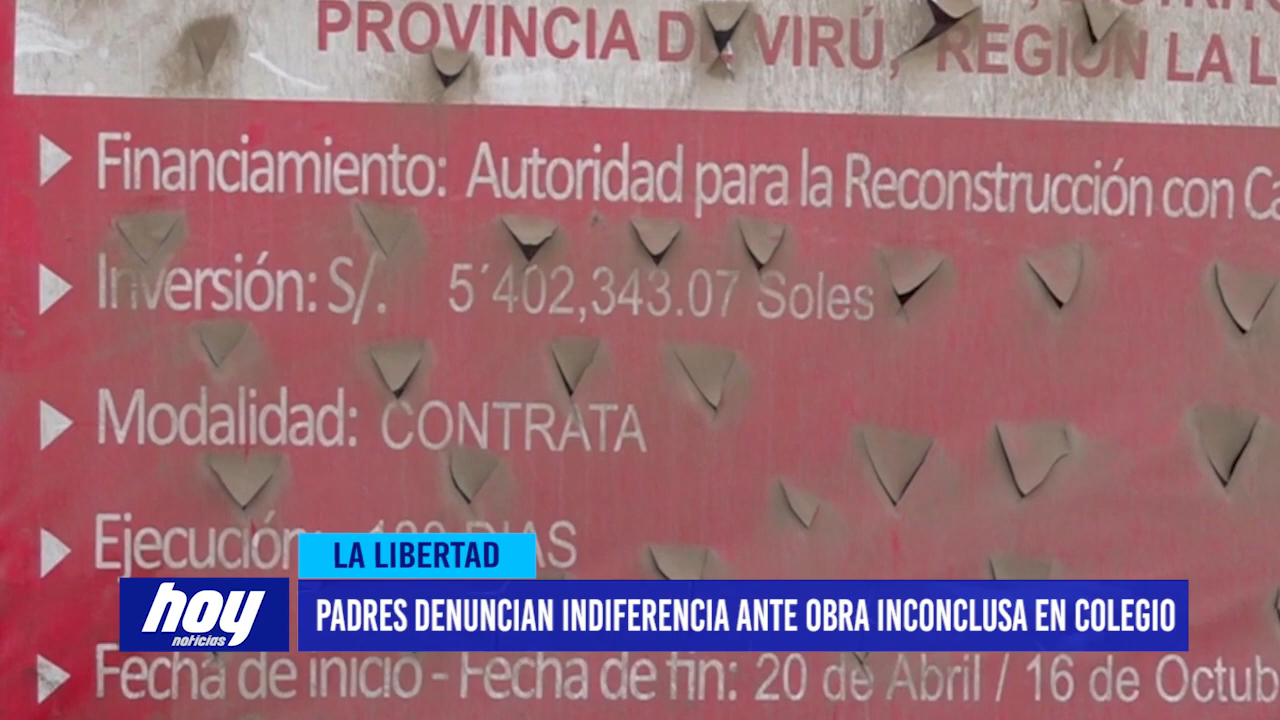 PROVINCIA DE VIRÚ, REGIÓN LA L
Financiamiento: Autoridad para la Reconstrucción con Ca
Inversión: S/. 5´402,343.07 Soles
Modalidad: CONTRATA
Ejecución: DIAS
LA LIBERTAD
hoy
noticias
PADRES DENUNCIAN INDIFERENCIA ANTE OBRA INCONCLUSA EN COLEGIO
Fecha de inicio - Fecha de fin: 20 de Abril / 16 de Octub